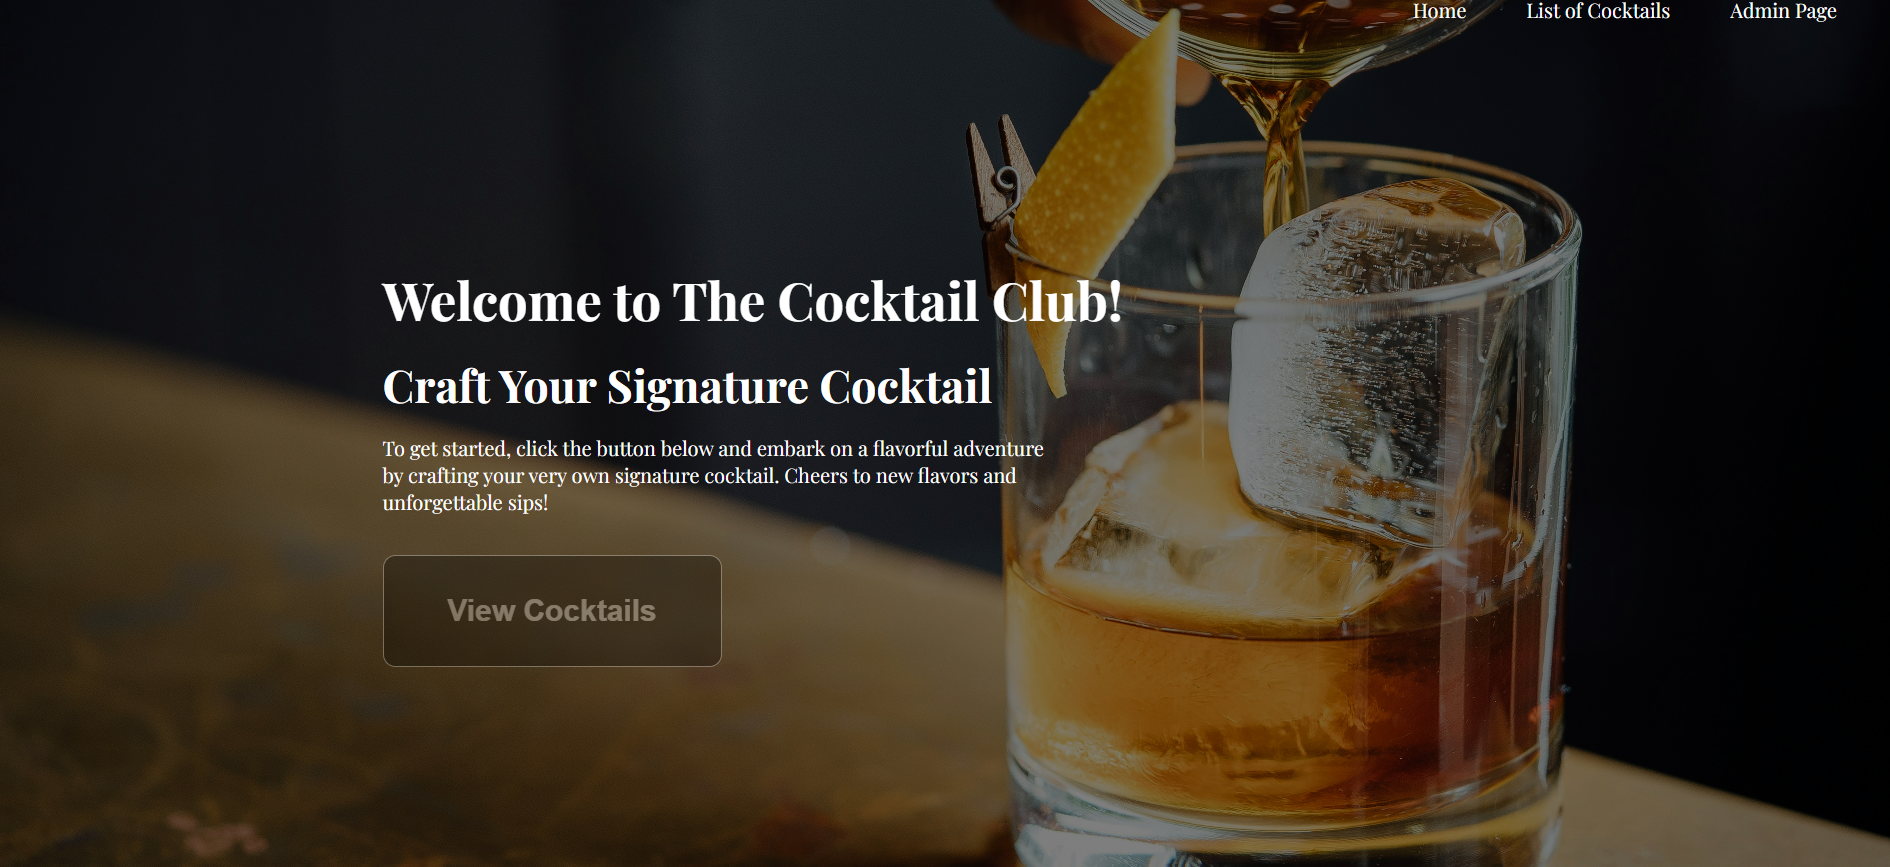 Home
List of Cocktails
Admin Page
Welcome to The Cocktail Club!
Craft Your Signature Cocktail
To get started, click the button below and embark on a flavorful adventure
by crafting your very own signature cocktail. Cheers to new flavors and
unforgettable sips!
View Cocktails